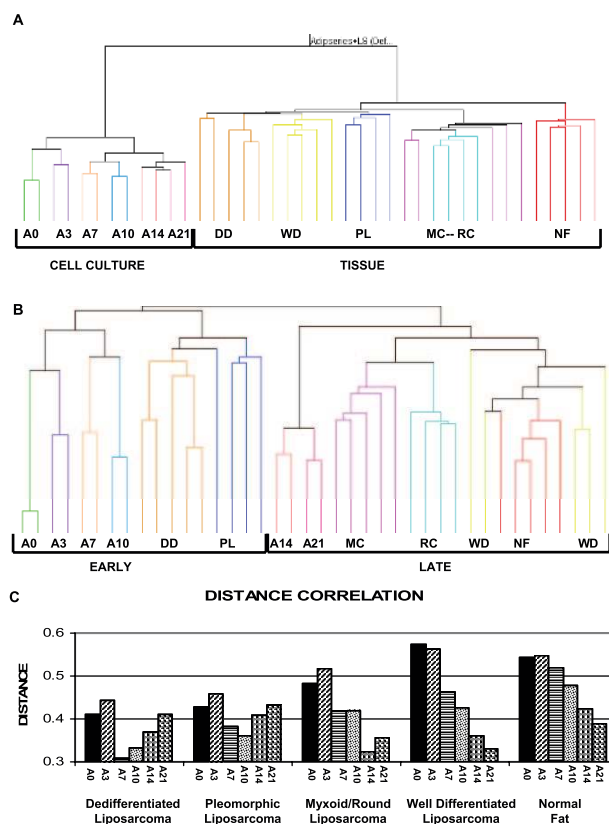 A
Adipsenes+LS (Def..
A0 A3 A7 A10 A14 A21 DD WD PL MC-- RC NF
CELL CULTURE TISSUE
B
A0 A3 A7 A10 DD PL A14 A21 MC RC WD NF WD
EARLY LATE
C
DISTANCE CORRELATION
DISTANCE
0.6
0.5
0.4
0.3
A0 A3 A7 A10 A14 A21 A0 A3 A7 A10 A14 A21 A0 A3 A7 A10 A14 A21 A0 A3 A7 A10 A14 A21 A0 A3 A7 A10 A14 A21
Dedifferentiated Pleomorphic Myxoid/Round Well Differentiated Normal
Liposarcoma Liposarcoma Liposarcoma Liposarcoma Fat